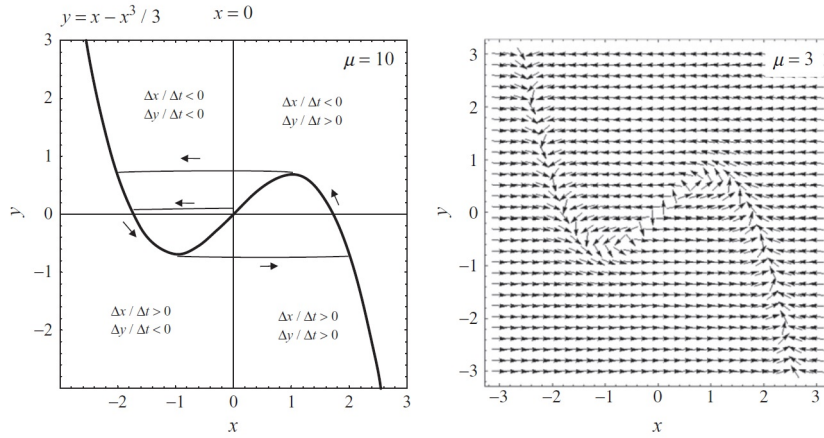 y = x – x³ / 3
x = 0
μ = 10
Δx / Δt < 0
Δy / Δt < 0
Δx / Δt < 0
Δy / Δt > 0
Δx / Δt > 0
Δy / Δt < 0
Δx / Δt > 0
Δy / Δt > 0
3
2
1
0
−1
−2
y
−2 −1 0 1 2 3
x
μ = 3
3
2
1
0
−1
−2
−3
y
−3 −2 −1 0 1 2 3
x